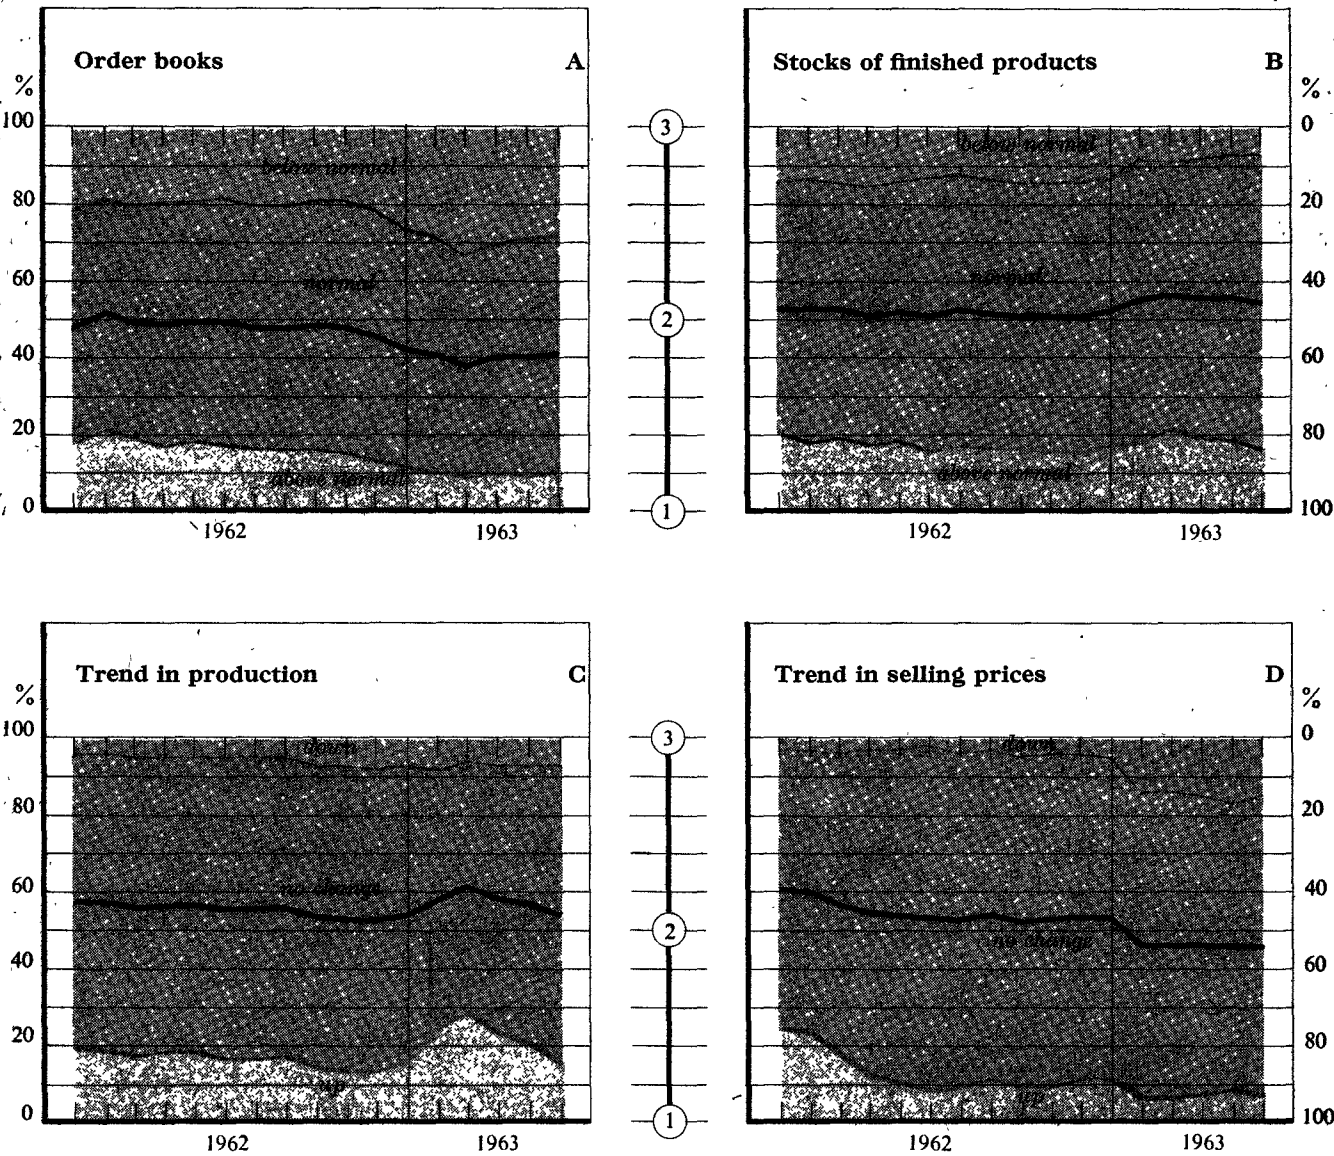 Order books A
%
100
80
60
40
20
0
below normal
normal
above normal
1962 1963
3
2
1
Stocks of finished products B
%
0
20
40
60
80
100
below normal
normal
above normal
1962 1963
Trend in production C
%
100
80
60
40
20
0
down
no change
up
1962 1963
3
2
1
Trend in selling prices D
%
0
20
40
60
80
100
down
no change
up
1962 1963